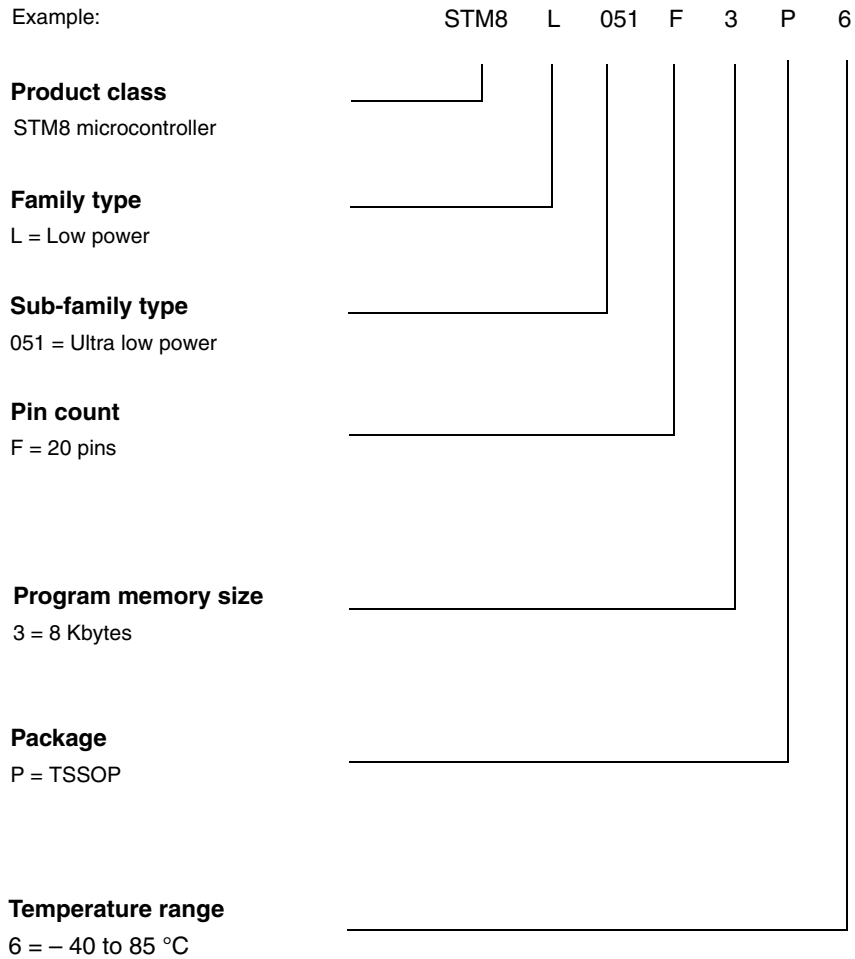 Example: STM8 L 051 F 3 P 6
Product class
STM8 microcontroller
Family type
L = Low power
Sub-family type
051 = Ultra low power
Pin count
F = 20 pins
Program memory size
3 = 8 Kbytes
Package
P = TSSOP
Temperature range
6 = – 40 to 85 °C